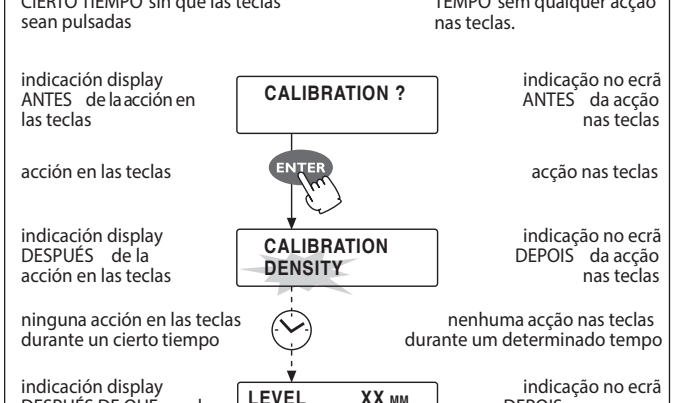 CIERTO TIEMPO sin que las teclas
sean pulsadas
TEMPO sem qualquer acção
nas teclas.
indicación display
ANTES de la acción en
las teclas
CALIBRATION ?
indicação no ecrã
ANTES da acção
nas teclas
acción en las teclas
ENTER
acção nas teclas
indicación display
DESPUÉS de la
acción en las teclas
CALIBRATION
DENSITY
indicação no ecrã
DEPOIS da acção
nas teclas
ninguna acción en las teclas
durante un cierto tiempo
nenhuma acção nas teclas
durante um determinado tempo
indicación display
DESPUÉS DE QUE
LEVEL XX MM
indicação no ecrã
DEPOIS